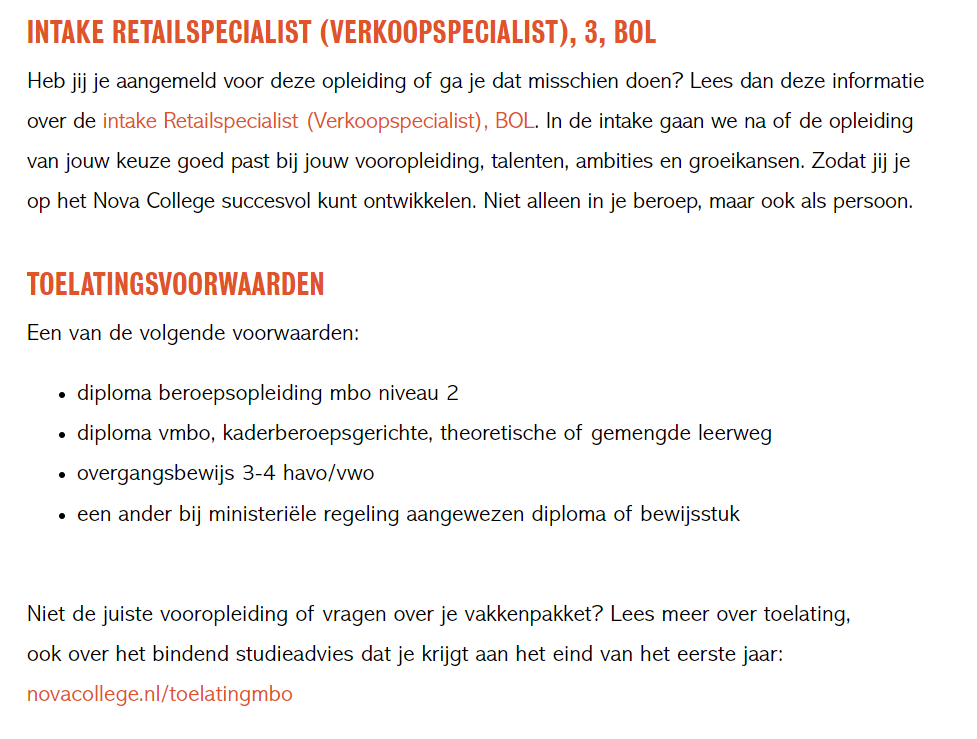 INTAKE RETAILSPECIALIST (VERKOOPSPECIALIST), 3, BOL
Heb jij je aangemeld voor deze opleiding of ga je dat misschien doen? Lees dan deze informatie
over de intake Retailspecialist (Verkoopspecialist), BOL. In de intake gaan we na of de opleiding
van jouw keuze goed past bij jouw vooropleiding, talenten, ambities en groeikansen. Zodat jij je
op het Nova College succesvol kunt ontwikkelen. Niet alleen in je beroep, maar ook als persoon.
TOELATINGSVOORWAARDEN
Een van de volgende voorwaarden:
• diploma beroepsopleiding mbo niveau 2
• diploma vmbo, kaderberoepsgerichte, theoretische of gemengde leerweg
• overgangsbewijs 3-4 havo/vwo
• een ander bij ministeriële regeling aangewezen diploma of bewijsstuk
Niet de juiste vooropleiding of vragen over je vakkenpakket? Lees meer over toelating,
ook over het bindend studieadvies dat je krijgt aan het eind van het eerste jaar:
novacollege.nl/toelatingmbo